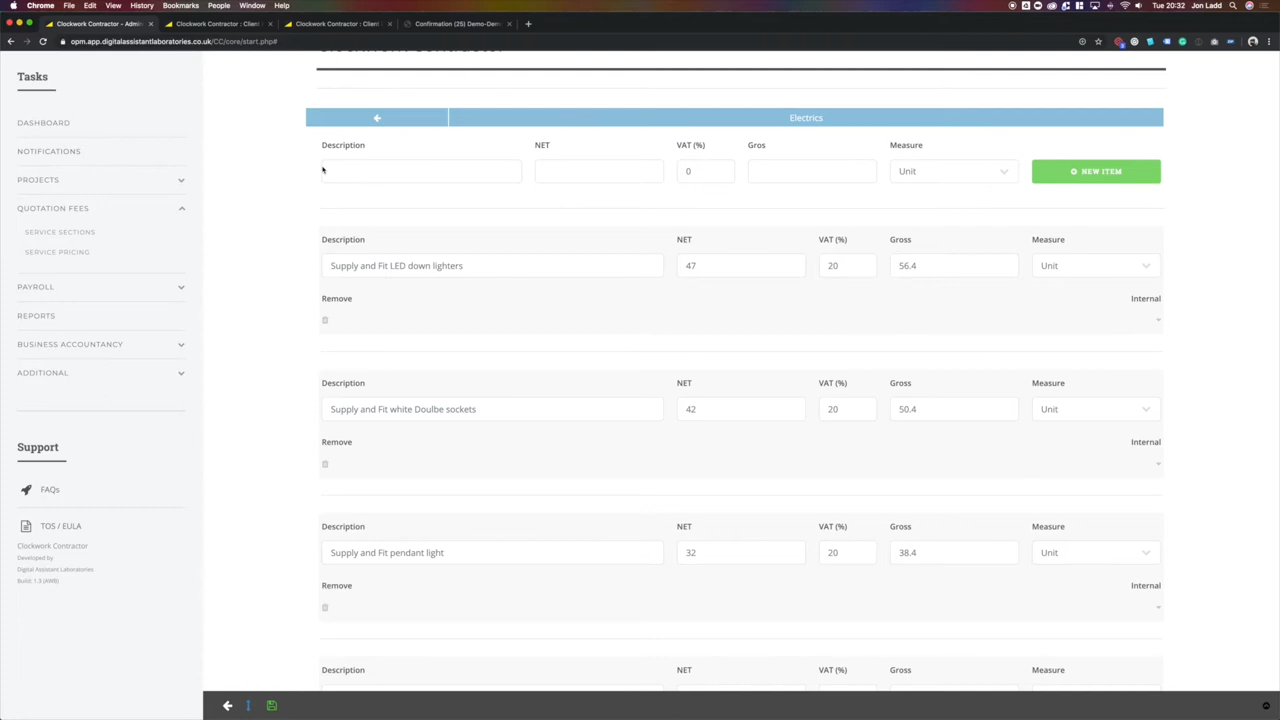 Chrome File Edit View History Bookmarks People Window Help Tue 20:32 Jon Ladd
Clockwork Contractor - Admi Clockwork Contractor : Client Clockwork Contractor : Client Confirmation (25) Demo-Dem
opm.app.digitalassistantlaboratories.co.uk/CC/core/start.php#
Tasks
DASHBOARD
NOTIFICATIONS
PROJECTS
QUOTATION FEES
SERVICE SECTIONS
SERVICE PRICING
PAYROLL
REPORTS
BUSINESS ACCOUNTANCY
ADDITIONAL
Support
FAQs
TOS / EULA
Clockwork Contractor
Developed by
Digital Assistant Laboratories
Build: 1.3 (AWB)
Electrics
Description NET VAT (%) Gros Measure
0 Unit NEW ITEM
Description NET VAT (%) Gross Measure
Supply and Fit LED down lighters 47 20 56.4 Unit
Remove Internal
Description NET VAT (%) Gross Measure
Supply and Fit white Doulbe sockets 42 20 50.4 Unit
Remove Internal
Description NET VAT (%) Gross Measure
Supply and Fit pendant light 32 20 38.4 Unit
Remove Internal
Description NET VAT (%) Gross Measure